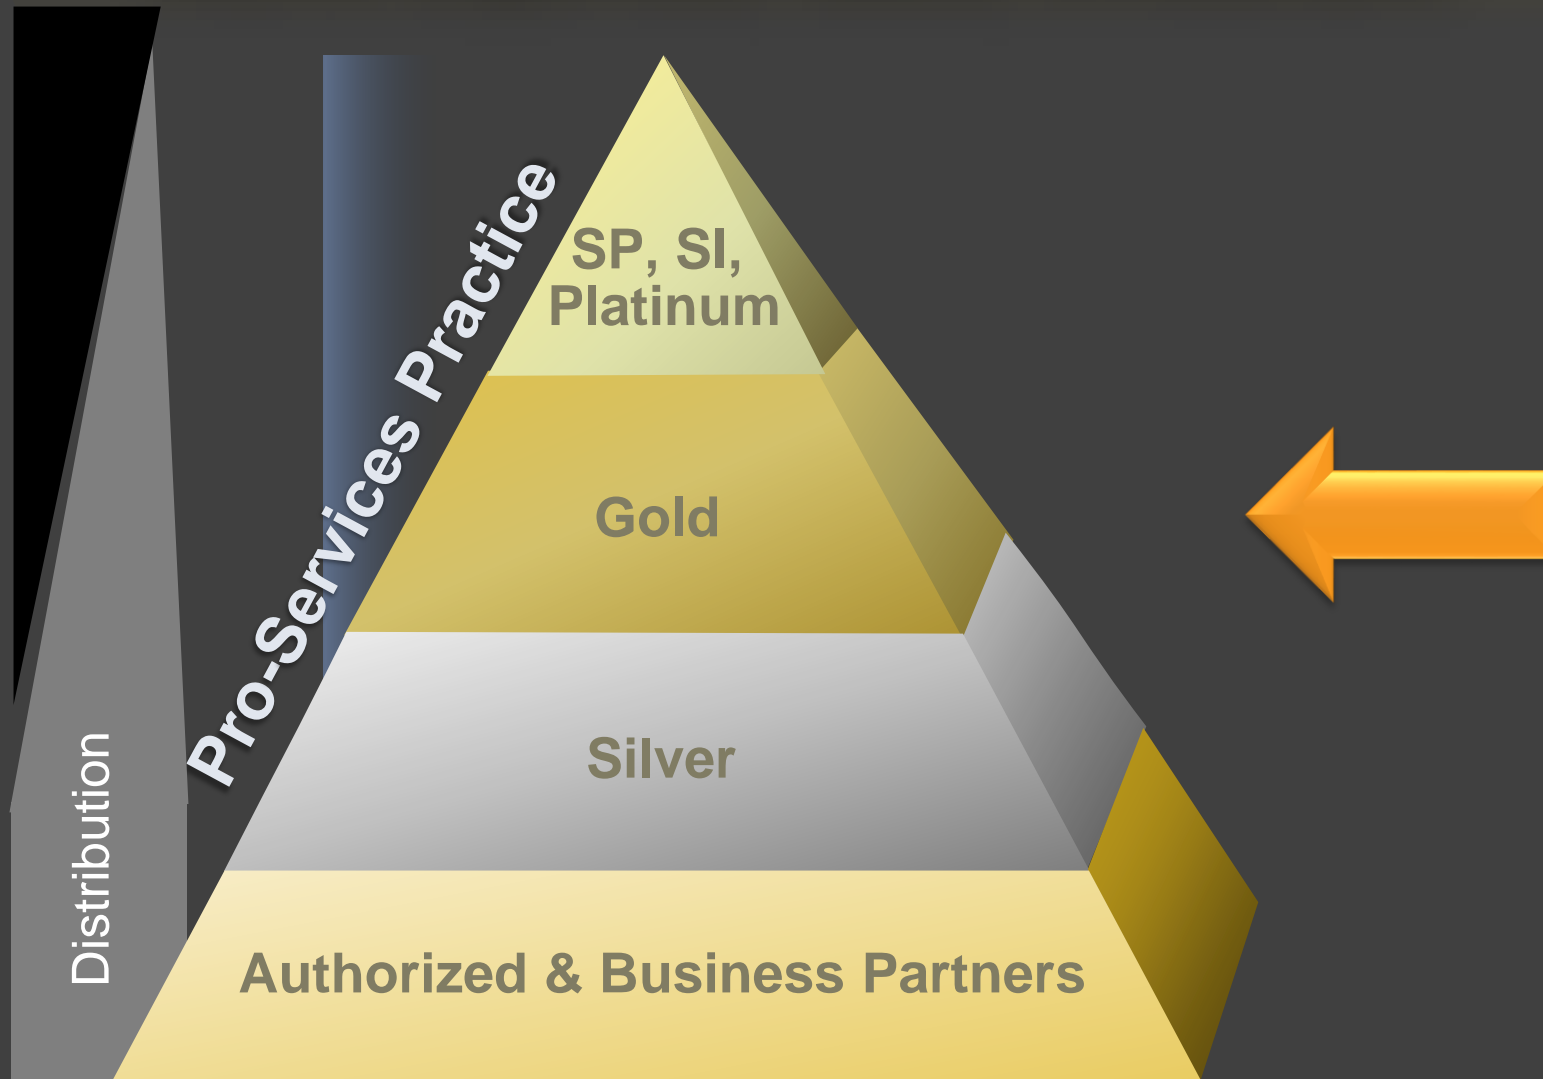 Pro-Services Practice
SP, SI,
Platinum
Gold
Silver
Authorized & Business Partners
Distribution